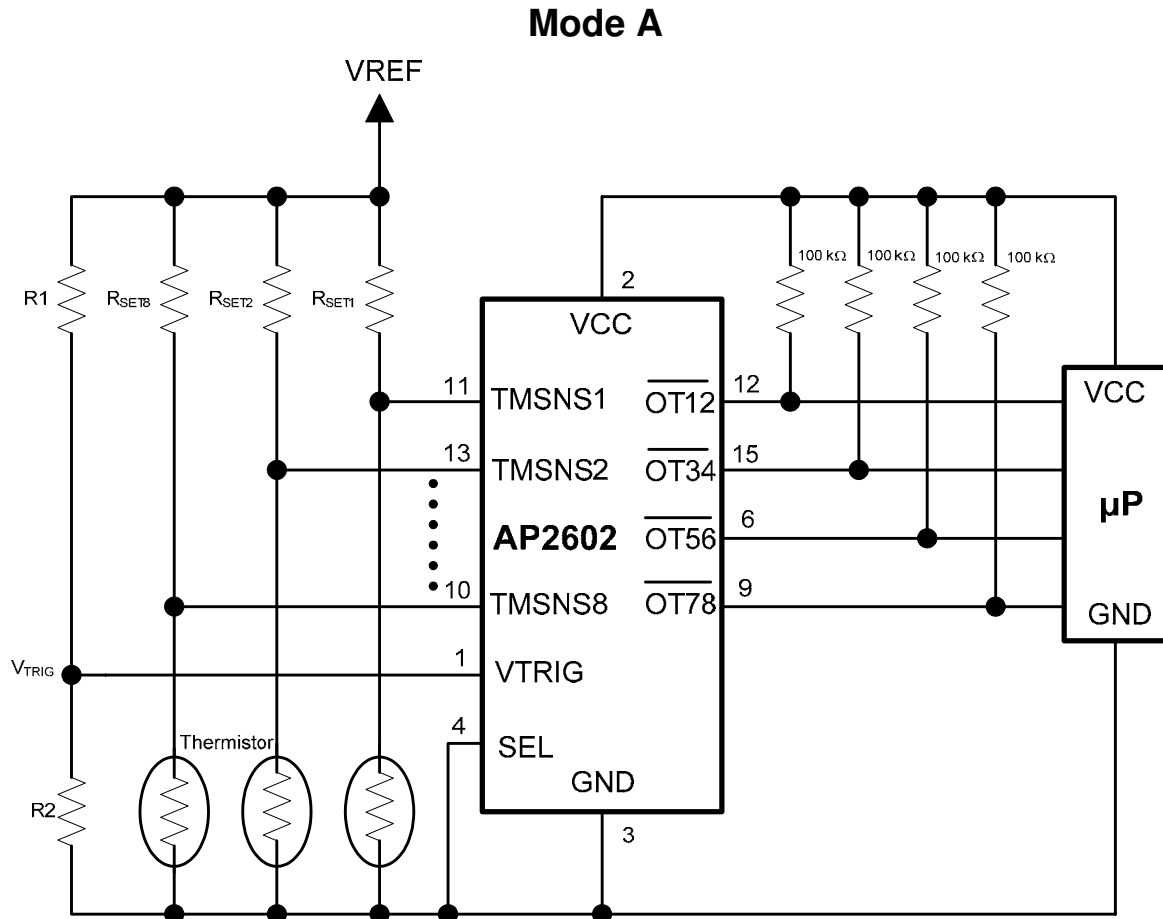 Mode A
VREF
100 kΩ 100 kΩ 100 kΩ 100 kΩ
2
R1 RSET8 RSET2 RSET1
VCC
11 TMSNS1 OT12 12
VCC
13 TMSNS2 OT34 15
µP
AP2602 OT56 6
10 TMSNS8 OT78 9
GND
VTRIG 1 VTRIG
4 SEL
Thermistor
GND
R2
3